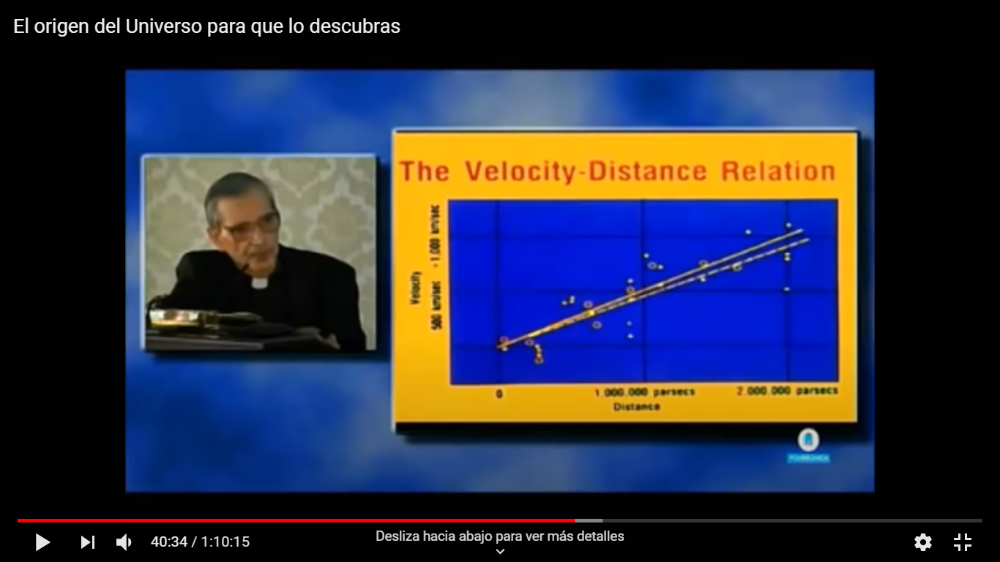 El origen del Universo para que lo descubras
The Velocity-Distance Relation
Velocity
500 km/sec - 1,000 km/sec
0
1,000,000 parsecs
2,000,000 parsecs
Distance
40:34 / 1:10:15
Desliza hacia abajo para ver más detalles